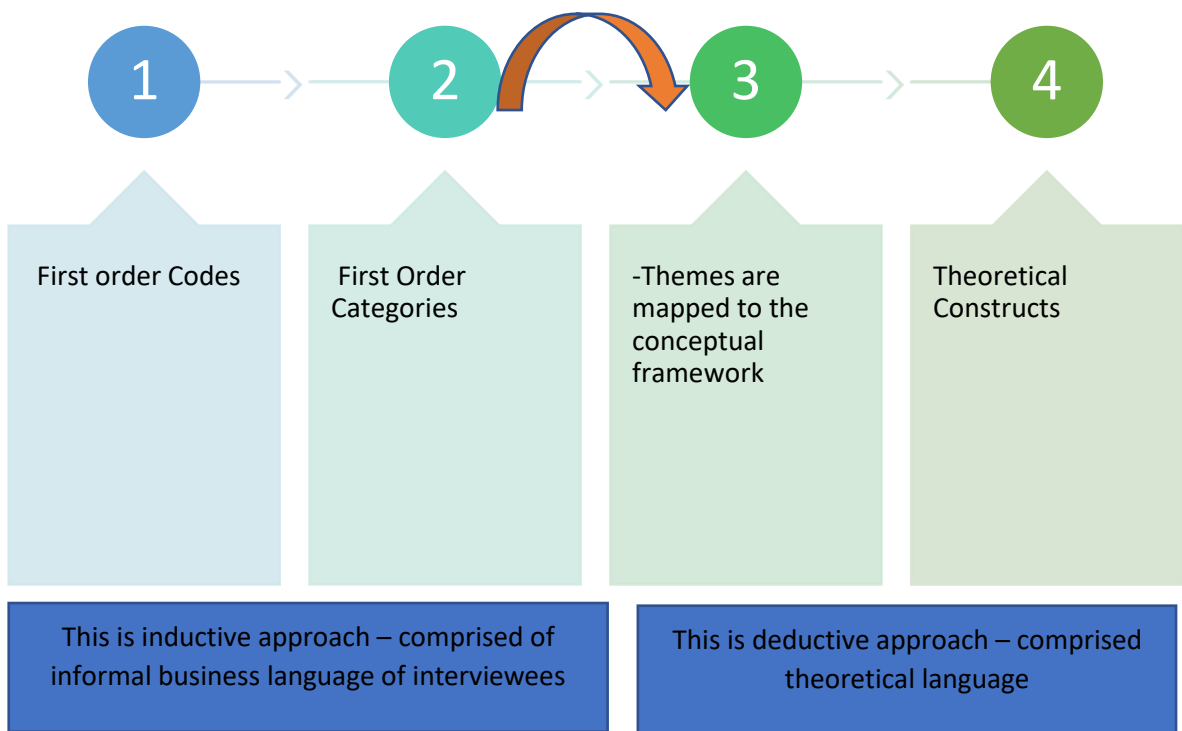 1
2
3
4
First order Codes
First Order
Categories
-Themes are
mapped to the
conceptual
framework
Theoretical
Constructs
This is inductive approach – comprised of
informal business language of interviewees
This is deductive approach – comprised
theoretical language